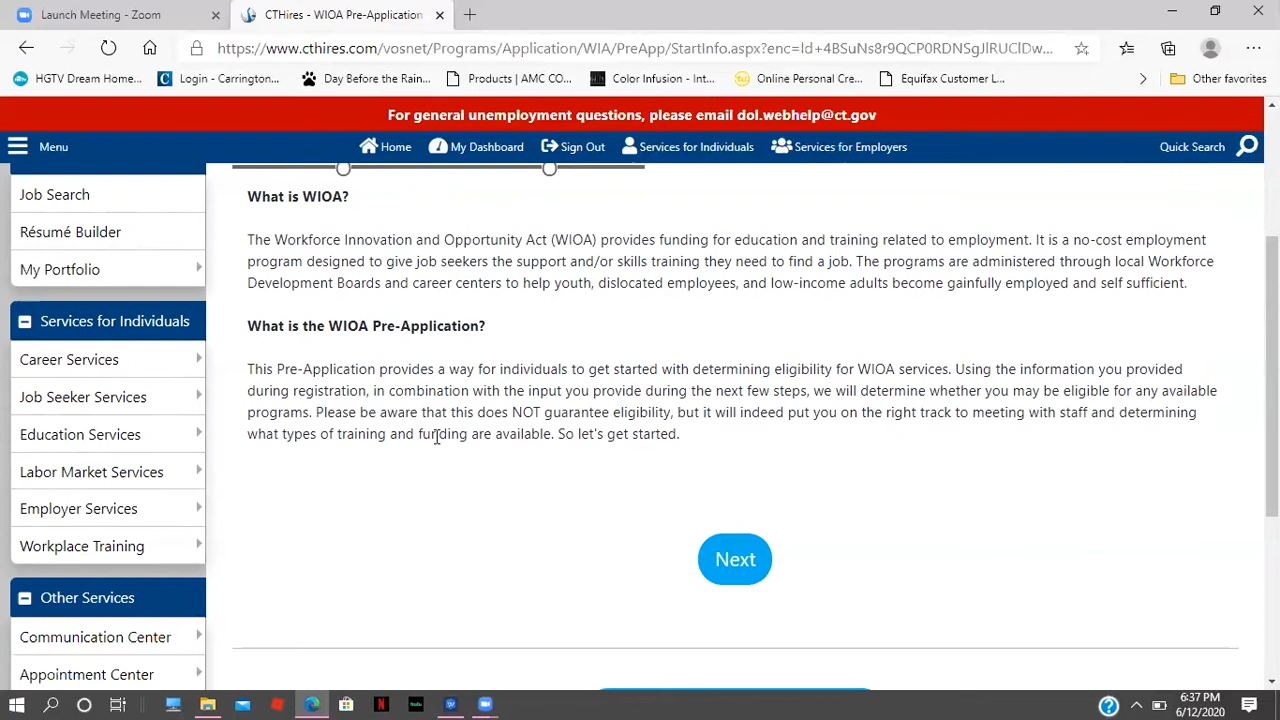 Launch Meeting - Zoom
CTHires - WIOA Pre-Application
https://www.cthires.com/vosnet/Programs/Application/WIA/PreApp/StartInfo.aspx?enc=ld+4BSuNs8r9QCP0RDNSgJlRUClDw...
HGTV Dream Home...
Login - Carrington...
Day Before the Rain...
Products | AMC CO...
Color Infusion - Int...
Online Personal Cre...
Equifax Customer L...
Other favorites
For general unemployment questions, please email dol.webhelp@ct.gov
Menu
Home
My Dashboard
Sign Out
Services for Individuals
Services for Employers
Quick Search
Job Search
Résumé Builder
My Portfolio
Services for Individuals
Career Services
Job Seeker Services
Education Services
Labor Market Services
Employer Services
Workplace Training
Other Services
Communication Center
Appointment Center
What is WIOA?
The Workforce Innovation and Opportunity Act (WIOA) provides funding for education and training related to employment. It is a no-cost employment
program designed to give job seekers the support and/or skills training they need to find a job. The programs are administered through local Workforce
Development Boards and career centers to help youth, dislocated employees, and low-income adults become gainfully employed and self sufficient.
What is the WIOA Pre-Application?
This Pre-Application provides a way for individuals to get started with determining eligibility for WIOA services. Using the information you provided
during registration, in combination with the input you provide during the next few steps, we will determine whether you may be eligible for any available
programs. Please be aware that this does NOT guarantee eligibility, but it will indeed put you on the right track to meeting with staff and determining
what types of training and funding are available. So let's get started.
Next
6:37 PM
6/12/2020